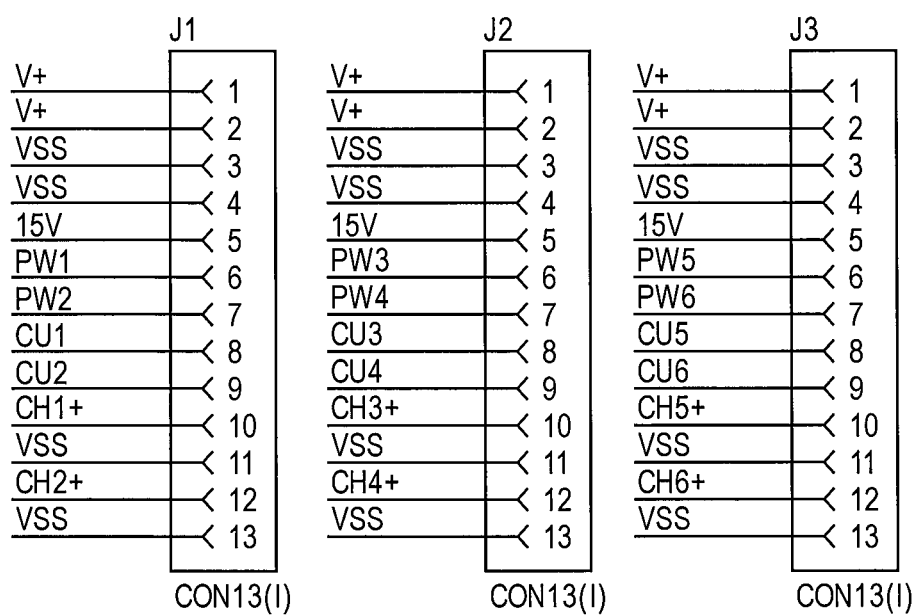 J1 J2 J3
V+ 1 V+ 1 V+ 1
V+ 2 V+ 2 V+ 2
VSS 3 VSS 3 VSS 3
VSS 4 VSS 4 VSS 4
15V 5 15V 5 15V 5
PW1 6 PW3 6 PW5 6
PW2 7 PW4 7 PW6 7
CU1 8 CU3 8 CU5 8
CU2 9 CU4 9 CU6 9
CH1+ 10 CH3+ 10 CH5+ 10
VSS 11 VSS 11 VSS 11
CH2+ 12 CH4+ 12 CH6+ 12
VSS 13 VSS 13 VSS 13
CON13(I) CON13(I) CON13(I)